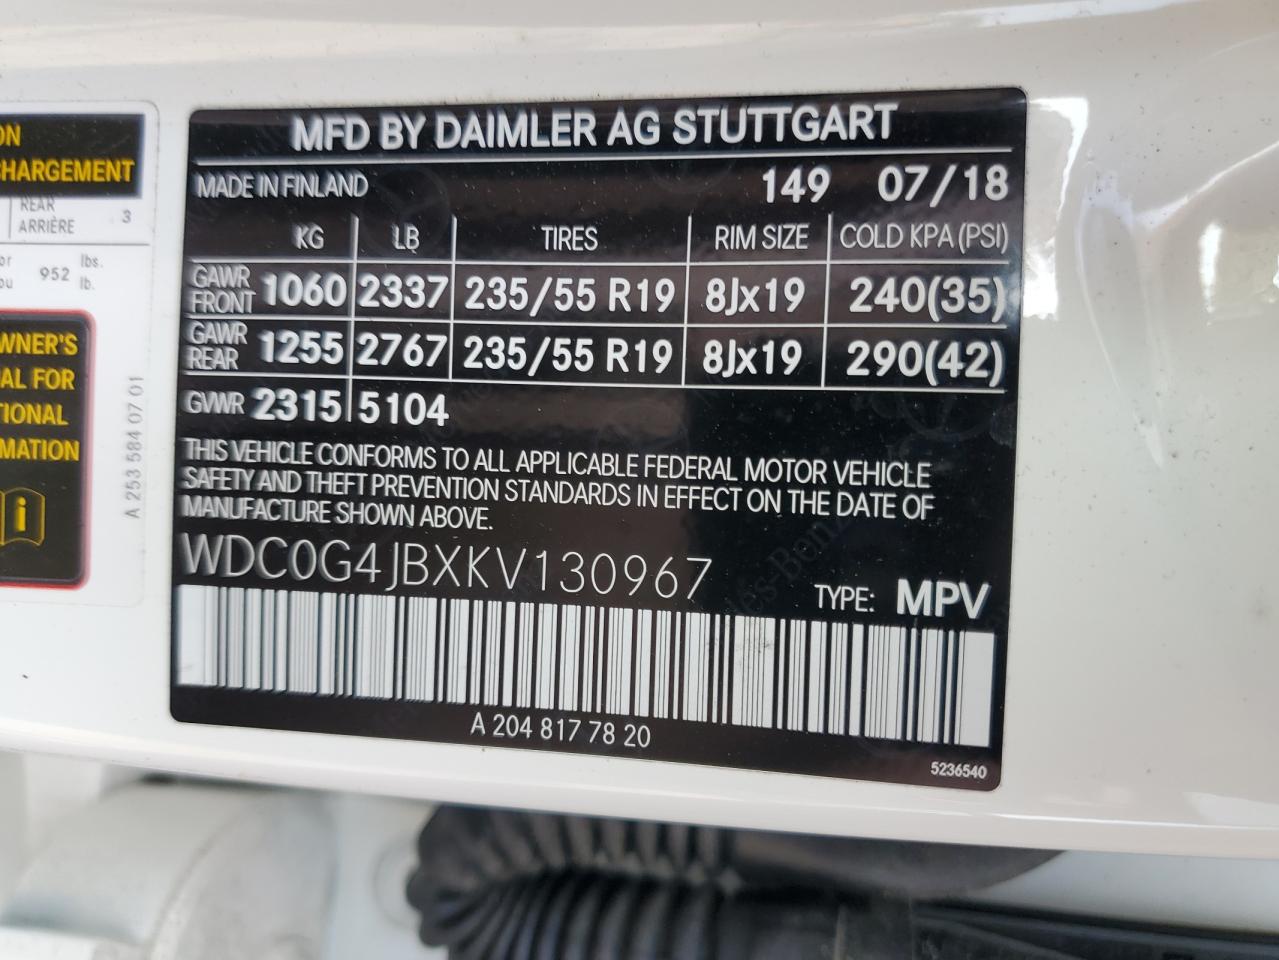 ON
CHARGEMENT
REAR
ARRIÈRE 3
or
ou 952 lbs.
lb.
OWNER'S
FOR
MATION
i
A 253 584 07 01
MFD BY DAIMLER AG STUTTGART
MADE IN FINLAND 149 07/18
KG LB TIRES RIM SIZE COLD KPA (PSI)
GAWR FRONT 1060 2337 235/55 R19 8Jx19 240(35)
GAWR REAR 1255 2767 235/55 R19 8Jx19 290(42)
GVWR 2315 5104
THIS VEHICLE CONFORMS TO ALL APPLICABLE FEDERAL MOTOR VEHICLE
SAFETY AND THEFT PREVENTION STANDARDS IN EFFECT ON THE DATE OF
MANUFACTURE SHOWN ABOVE.
WDC0G4JBXKV130967
TYPE: MPV
A 204 817 78 20
5236540